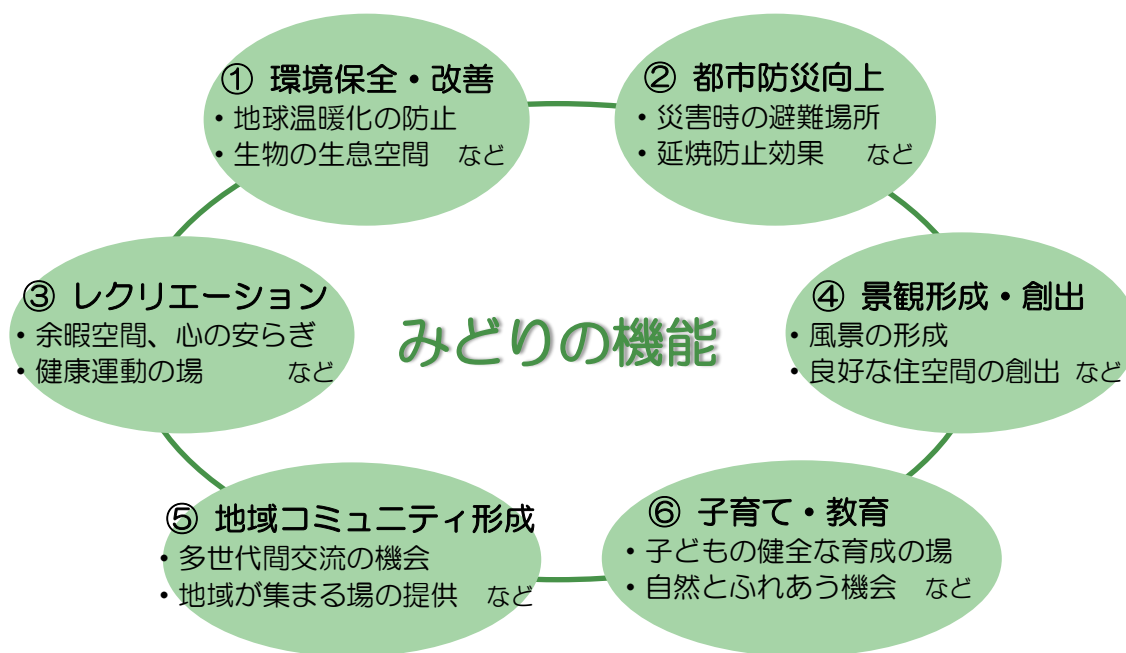 ① 環境保全・改善
・地球温暖化の防止
・生物の生息空間 など
② 都市防災向上
・災害時の避難場所
・延焼防止効果 など
③ レクリエーション
・余暇空間、心の安らぎ
・健康運動の場 など
みどりの機能
④ 景観形成・創出
・風景の形成
・良好な住空間の創出 など
⑤ 地域コミュニティ形成
・多世代間交流の機会
・地域が集まる場の提供 など
⑥ 子育て・教育
・子どもの健全な育成の場
・自然とふれあう機会 など